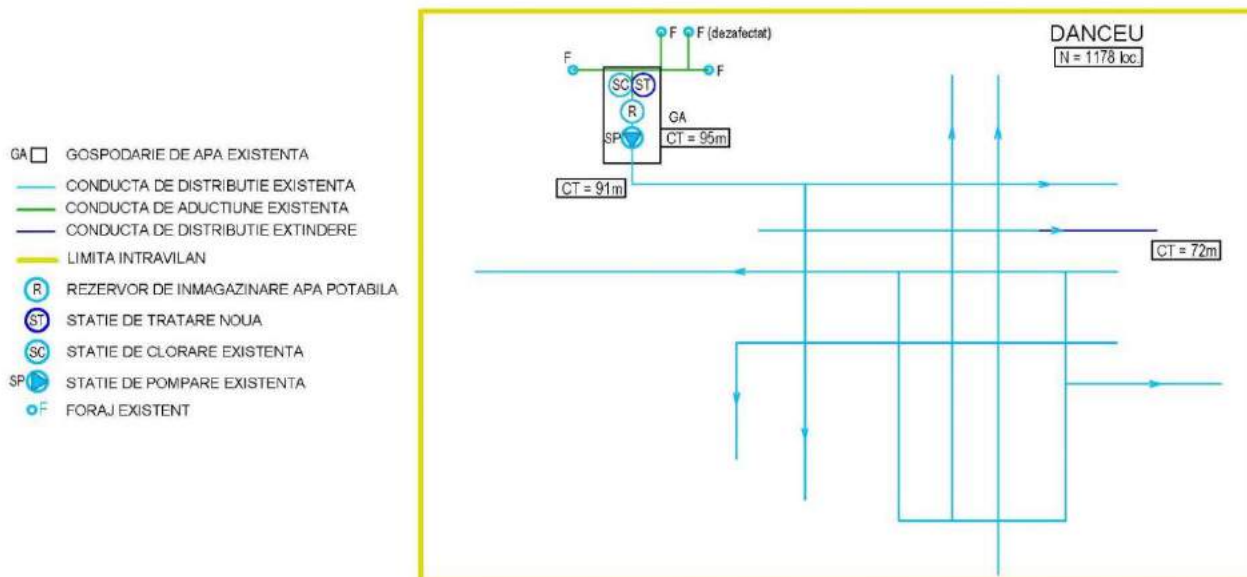 GA GOSPODARIE DE APA EXISTENTA
CONDUCTA DE DISTRIBUTIE EXISTENTA
CONDUCTA DE ADUCTIUNE EXISTENTA
CONDUCTA DE DISTRIBUTIE EXTINDERE
LIMITA INTRAVILAN
R REZERVOR DE INMAGAZINARE APA POTABILA
ST STATIE DE TRATARE NOUA
SC STATIE DE CLORARE EXISTENTA
SP STATIE DE POMPARE EXISTENTA
F FORAJ EXISTENT
DANCEU
N = 1178 loc.
F F (dezafectat)
F F
SC ST
R
SP
GA
CT = 95m
CT = 91m
CT = 72m